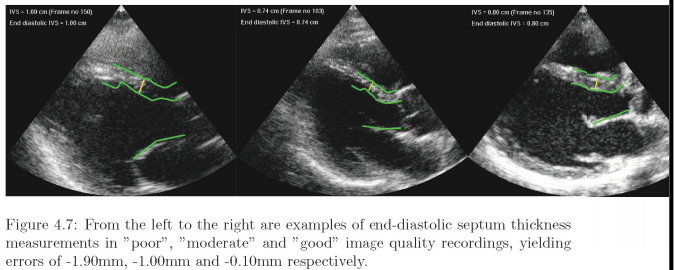 IVS = 1.00 cm (Frame no 150)
End diastolic IVS = 1.00 cm
IVS = 0.74 cm (Frame no 103)
End diastolic IVS = 0.74 cm
IVS = 0.80 cm (Frame no 135)
End diastolic IVS = 0.80 cm
Figure 4.7: From the left to the right are examples of end-diastolic septum thickness
measurements in "poor", "moderate" and "good" image quality recordings, yielding
errors of -1.90mm, -1.00mm and -0.10mm respectively.